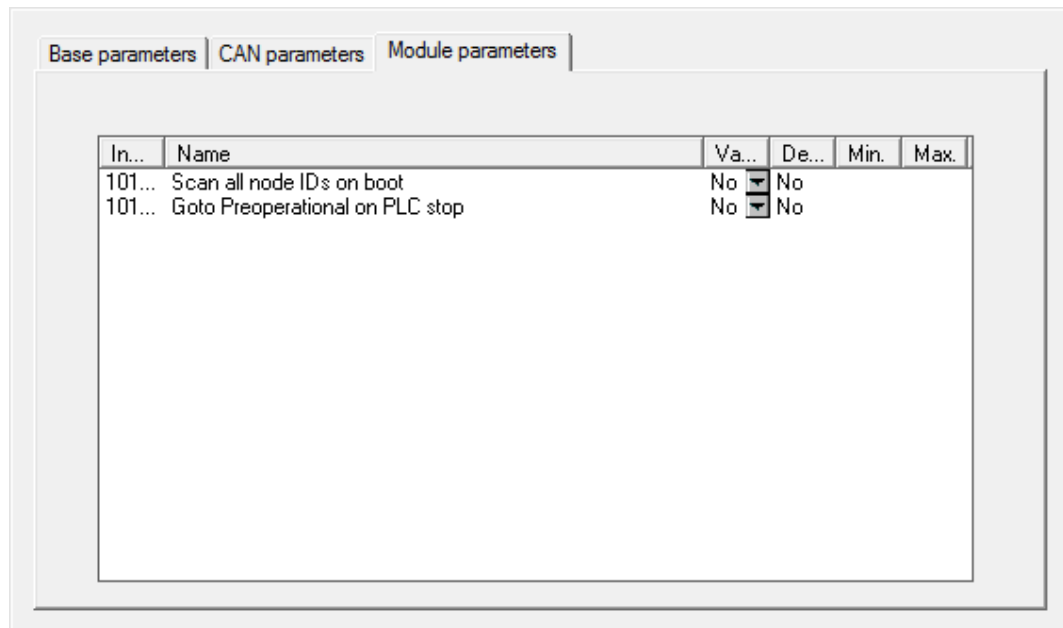 Base parameters CAN parameters Module parameters
In... Name Va... De... Min. Max.
101... Scan all node IDs on boot No No
101... Goto Preoperational on PLC stop No No